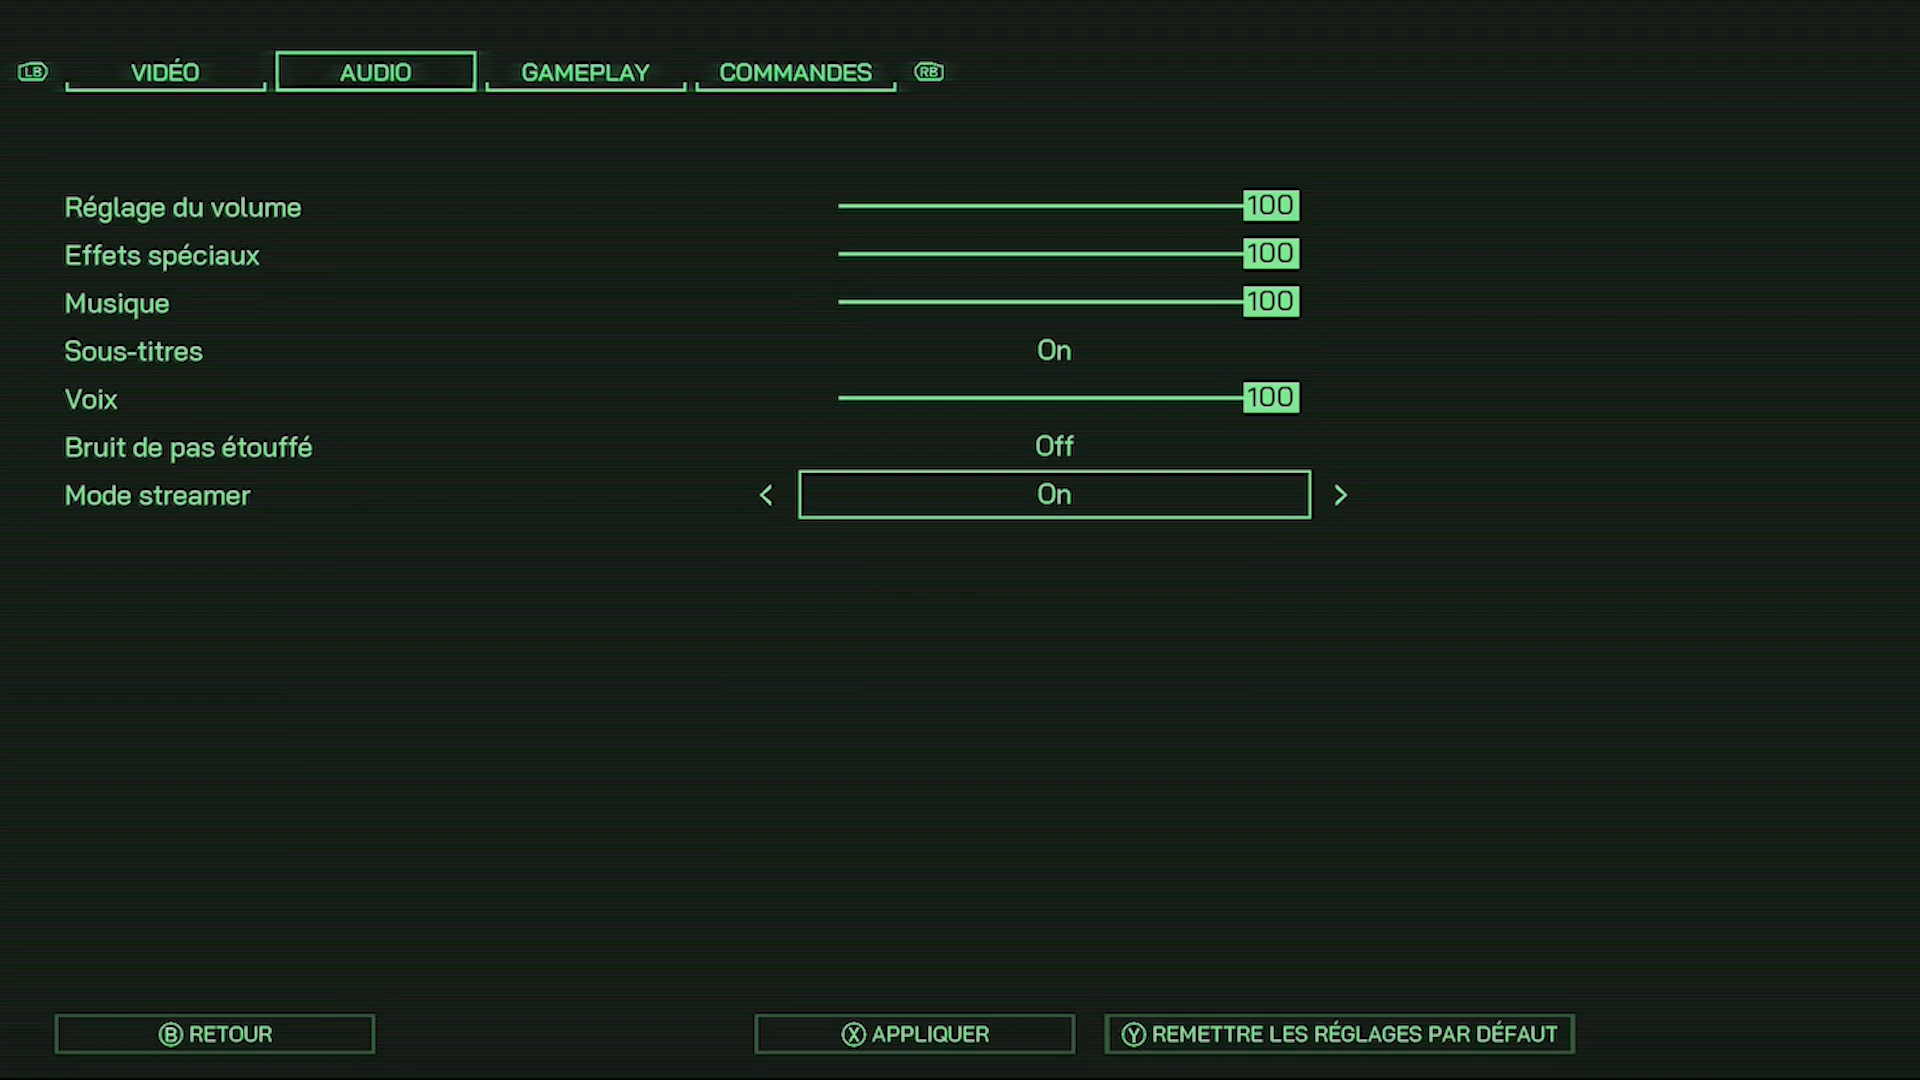 LB VIDÉO AUDIO GAMEPLAY COMMANDES RB
Réglage du volume 100
Effets spéciaux 100
Musique 100
Sous-titres On
Voix 100
Bruit de pas étouffé Off
Mode streamer < On >
B RETOUR X APPLIQUER Y REMETTRE LES RÉGLAGES PAR DÉFAUT